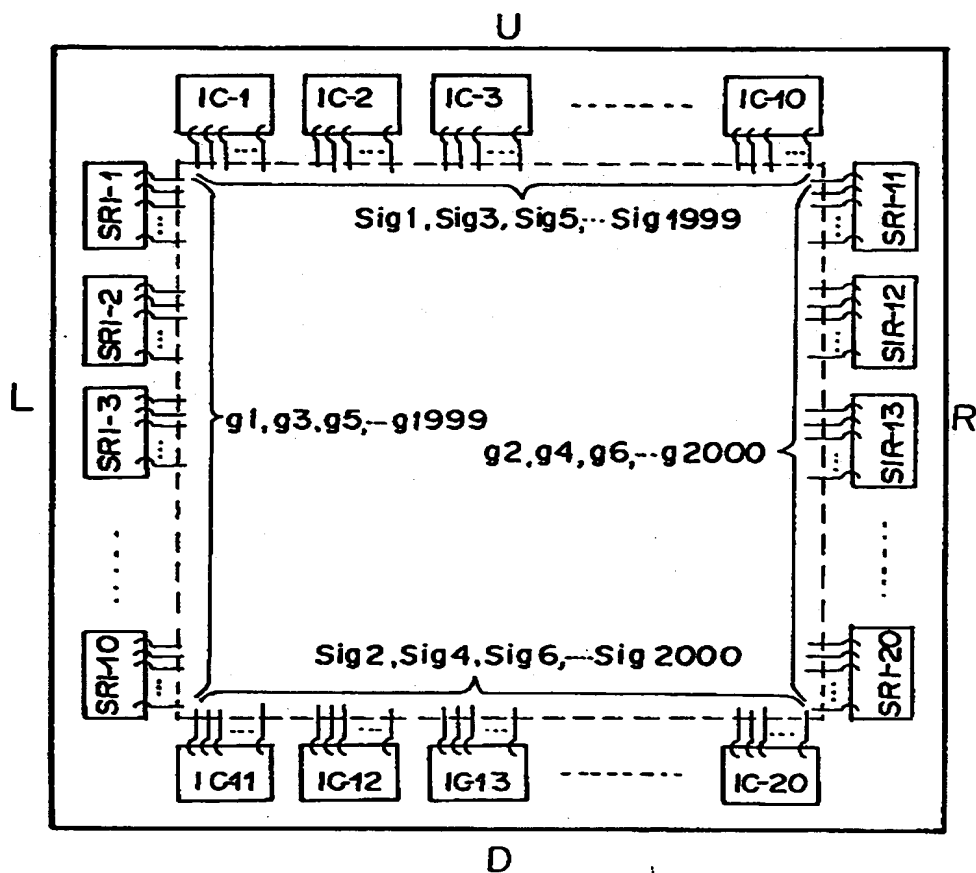 U
IC-1 IC-2 IC-3 IC-10
Sig1, Sig3, Sig5,--- Sig1999
SRI-1
SRI-11
SRI-2
SIR-12
L
SRI-3
g1, g3, g5,-- g1999
g2, g4, g6,--- g2000
SIR-13
R
SRI-10
Sig2, Sig4, Sig6,--- Sig2000
SRI-20
IC-11 IC-12 IC-13 IC-20
D